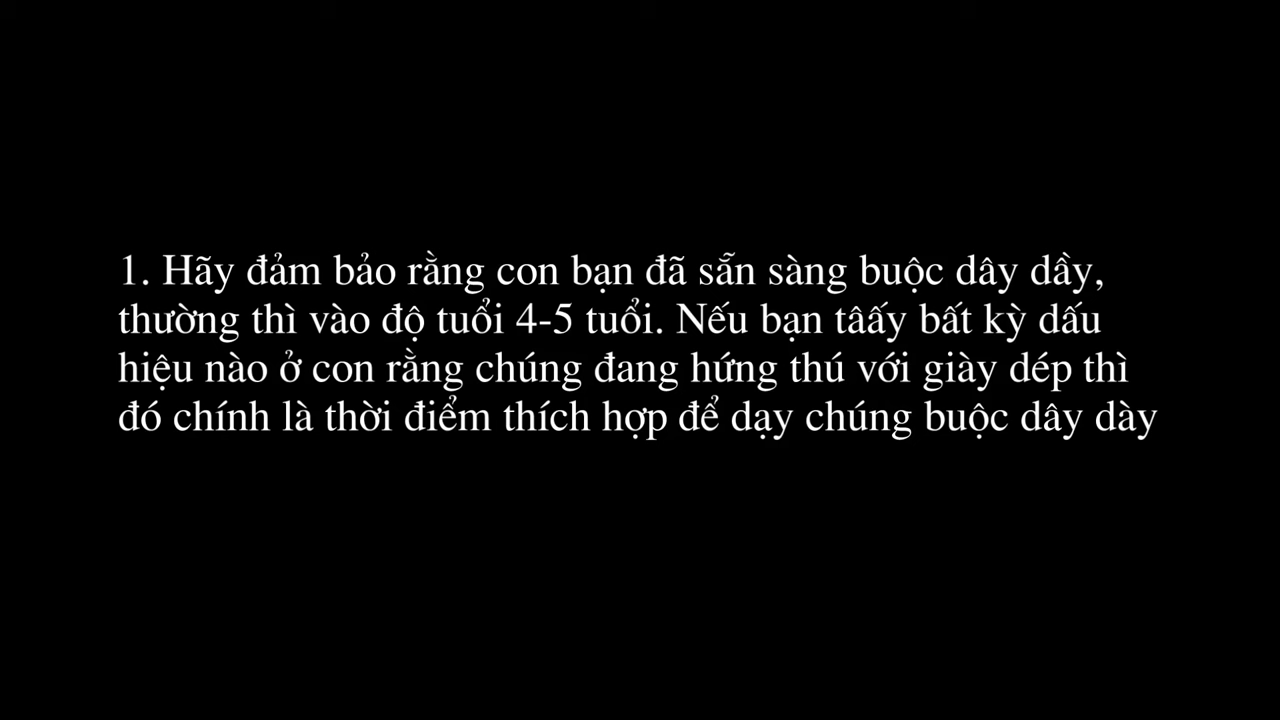 1. Hãy đảm bảo rằng con bạn đã sẵn sàng buộc dây dầy,
thường thì vào độ tuổi 4-5 tuổi. Nếu bạn tâấy bất kỳ dấu
hiệu nào ở con rằng chúng đang hứng thú với giày dép thì
đó chính là thời điểm thích hợp để dạy chúng buộc dây dày